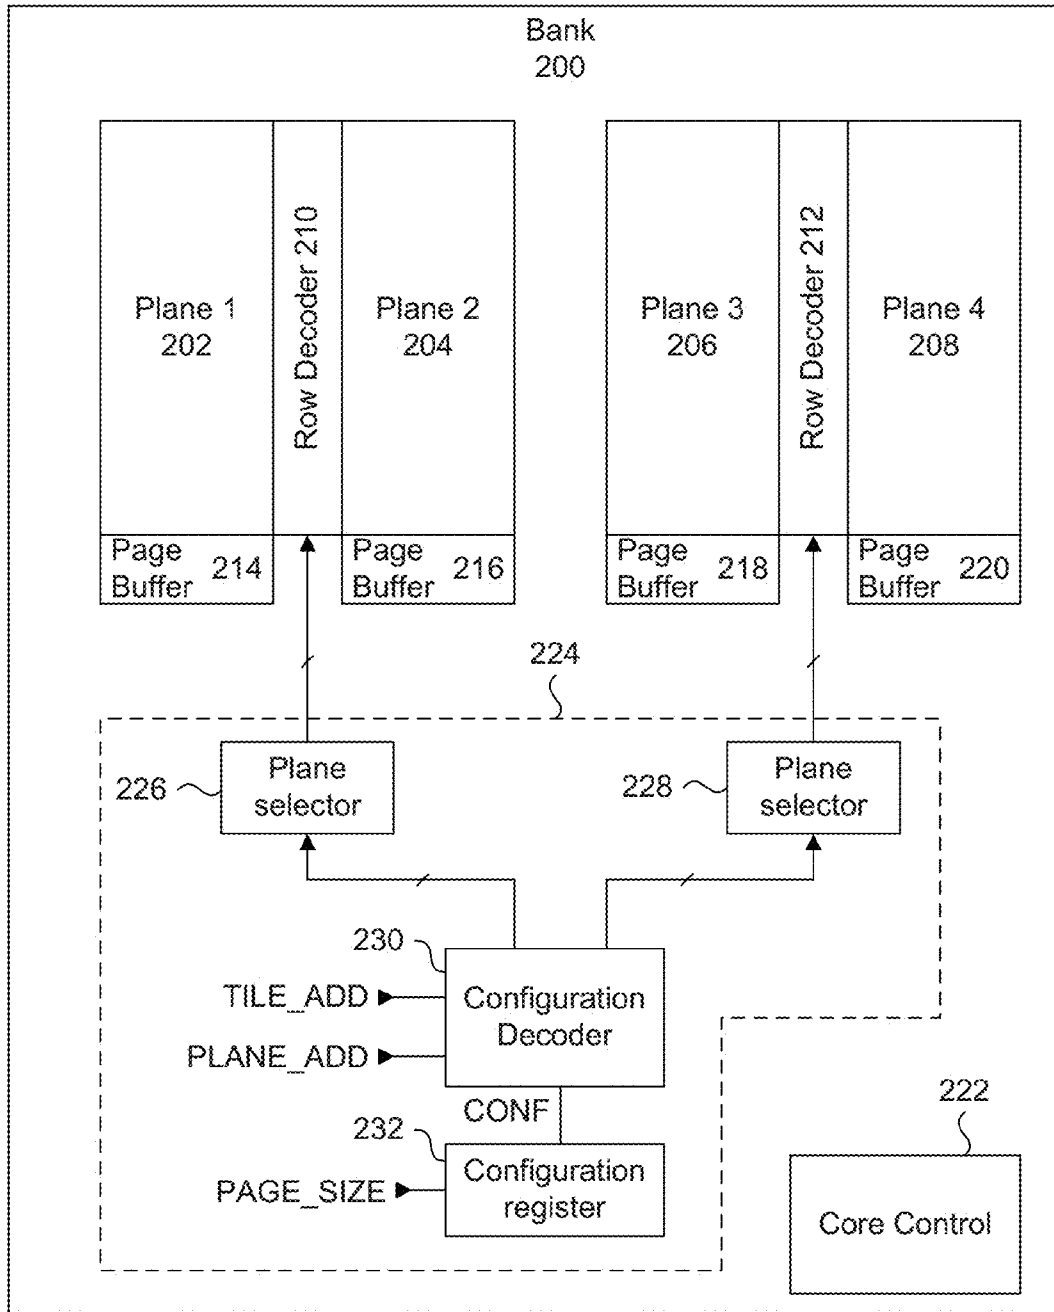 Bank
200
Plane 1
202
Row Decoder 210
Plane 2
204
Plane 3
206
Row Decoder 212
Plane 4
208
Page
Buffer
214
Page
Buffer
216
Page
Buffer
218
Page
Buffer
220
224
226
Plane
selector
228
Plane
selector
230
TILE_ADD
PLANE_ADD
Configuration
Decoder
CONF
232
PAGE_SIZE
Configuration
register
222
Core Control